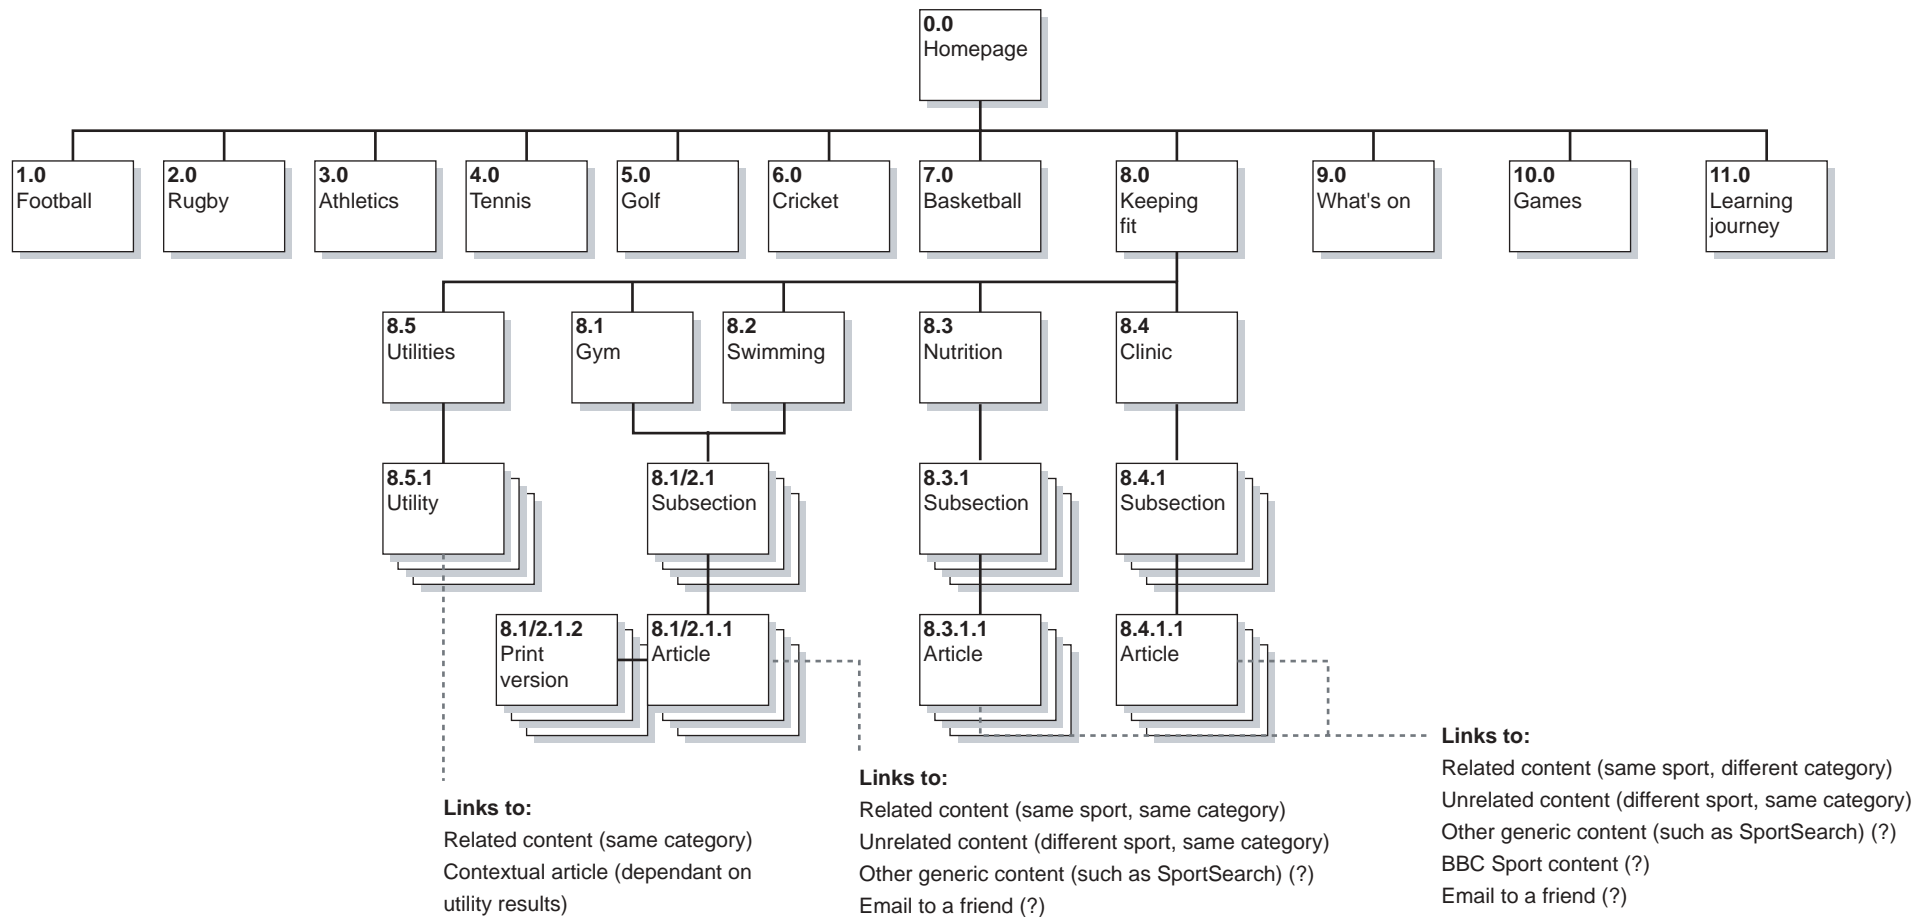 0.0
Homepage
1.0
Football
2.0
Rugby
3.0
Athletics
4.0
Tennis
5.0
Golf
6.0
Cricket
7.0
Basketball
8.0
Keeping
fit
9.0
What's on
10.0
Games
11.0
Learning
journey
8.5
Utilities
8.1
Gym
8.2
Swimming
8.3
Nutrition
8.4
Clinic
8.5.1
Utility
8.1/2.1
Subsection
8.3.1
Subsection
8.4.1
Subsection
8.1/2.1.2
Print
version
8.1/2.1.1
Article
8.3.1.1
Article
8.4.1.1
Article
Links to:
Related content (same category)
Contextual article (dependant on
utility results)
Links to:
Related content (same sport, same category)
Unrelated content (different sport, same category)
Other generic content (such as SportSearch) (?)
Email to a friend (?)
Links to:
Related content (same sport, different category)
Unrelated content (different sport, same category)
Other generic content (such as SportSearch) (?)
BBC Sport content (?)
Email to a friend (?)